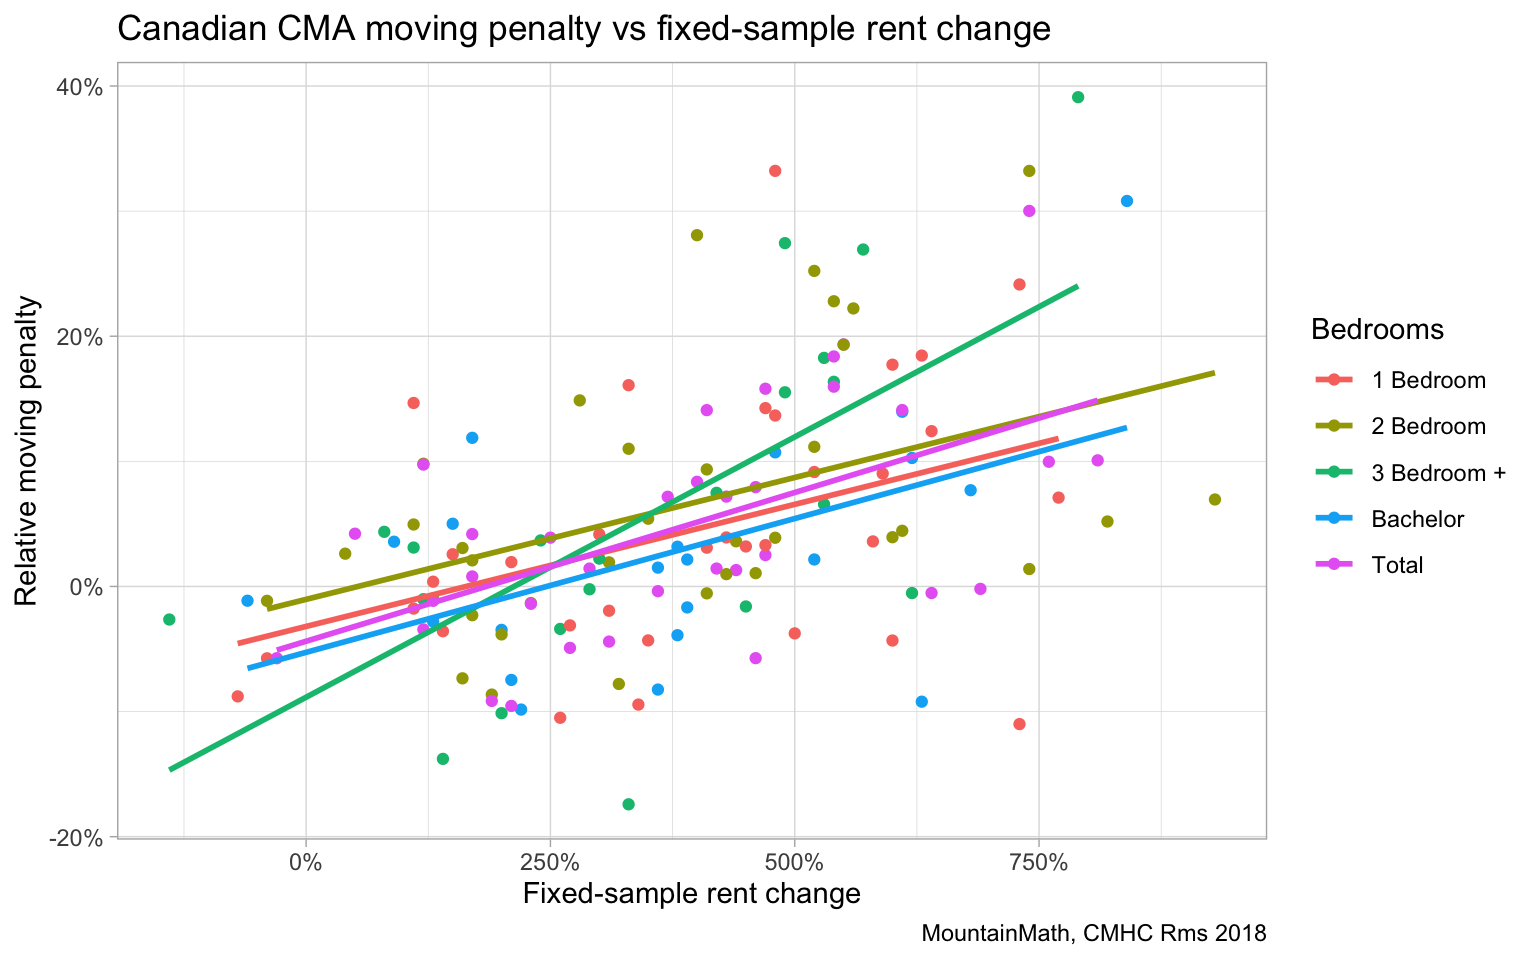 Canadian CMA moving penalty vs fixed-sample rent change
Relative moving penalty
40%
20%
0%
-20%
0%
250%
500%
750%
Fixed-sample rent change
Bedrooms
1 Bedroom
2 Bedroom
3 Bedroom +
Bachelor
Total
MountainMath, CMHC Rms 2018